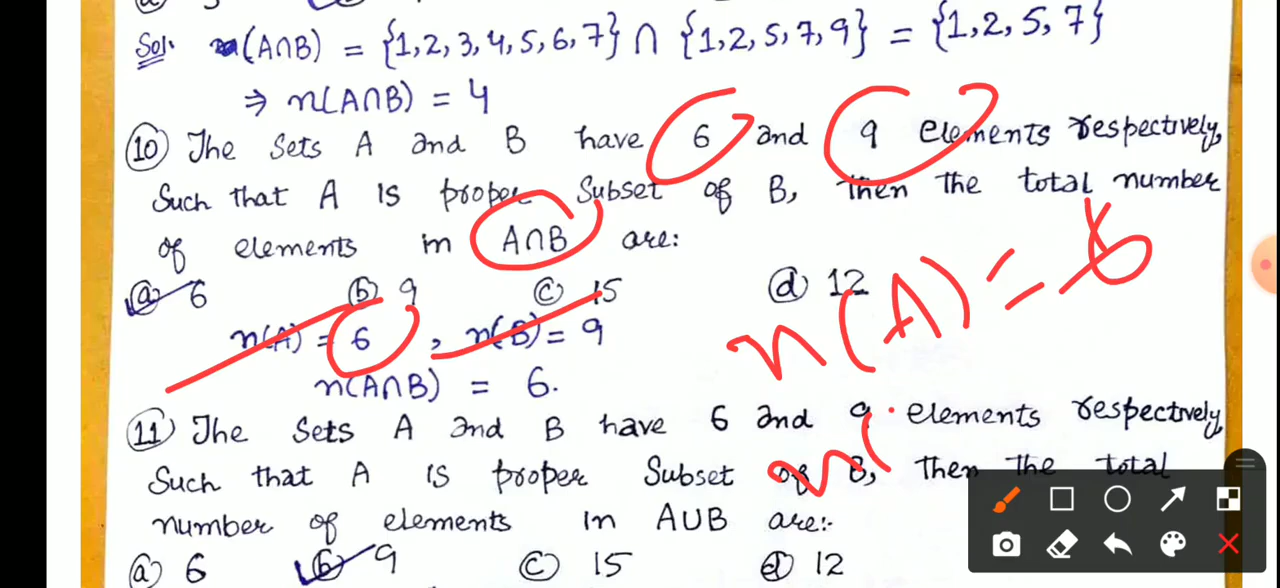 Sol. n(A∩B) = {1,2,3,4,5,6,7} ∩ {1,2,5,7,9} = {1,2,5,7}
⇒ n(A∩B) = 4
(10) The Sets A and B have 6 and 9 elements respectively,
Such that A is proper Subset of B, then the total number
of elements in A∩B are:
(a) 6 (b) 9 (c) 15 (d) 12
n(A) = 6, n(B) = 9
n(A) = 6
n(A∩B) = 6.
(11) The Sets A and B have 6 and 9 elements respectively
Such that A is proper Subset of B, Then the total
n(
number of elements in A∪B are:-
(a) 6 (b) 9 (c) 15 (d) 12